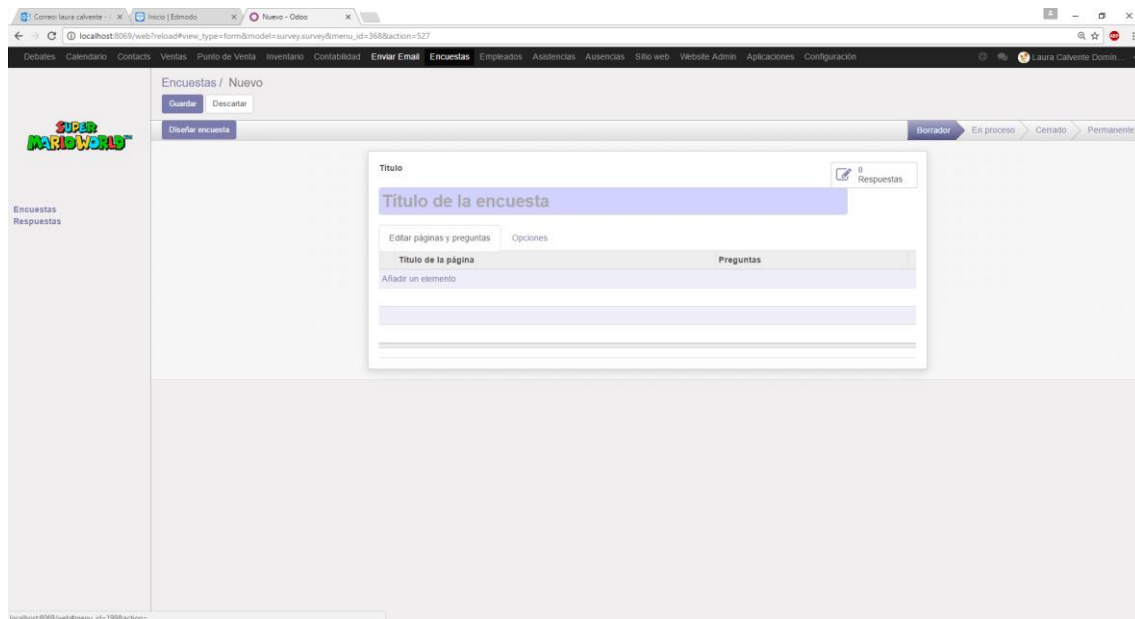 Correo: laura calvente - Inicio | Edmodo Nuevo - Odoo
localhost:8069/web?reload#view_type=form&model=survey.survey&menu_id=368&action=527
Debates Calendario Contacts Ventas Punto de Venta Inventario Contabilidad Enviar Email Encuestas Empleados Asistencias Ausencias Sitio web Website Admin Aplicaciones Configuración Laura Calvente Domin...
Encuestas / Nuevo
Guardar Descartar
SUPER
MARIO WORLD™
Diseñar encuesta Borrador En proceso Cerrado Permanente
Título
0
Respuestas
Título de la encuesta
Encuestas
Respuestas
Editar páginas y preguntas Opciones
Título de la página Preguntas
Añadir un elemento
localhost:8069/web#menu_id=199&action=